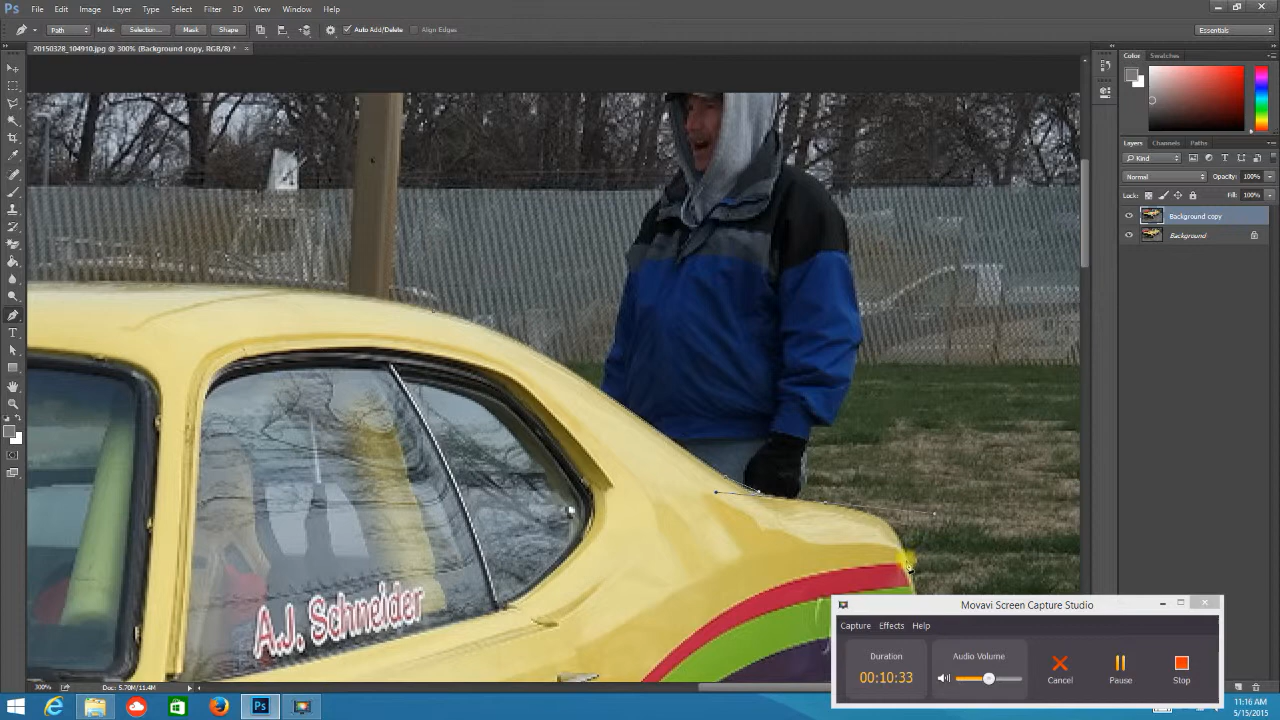 Ps File Edit Image Layer Type Select Filter 3D View Window Help
Path Make: Selection... Mask Shape Auto Add/Delete Align Edges Essentials
20150328_104910.jpg @ 300% (Background copy, RGB/8) * ×
Color Swatches
Layers Channels Paths
Kind
Normal Opacity: 100%
Lock: Fill: 100%
Background copy
Background
A.J. Schneider
Movavi Screen Capture Studio
Capture Effects Help
Duration Audio Volume
00:10:33
Cancel Pause Stop
300% Doc: 5.70M/11.4M
Ps
11:16 AM
5/15/2015